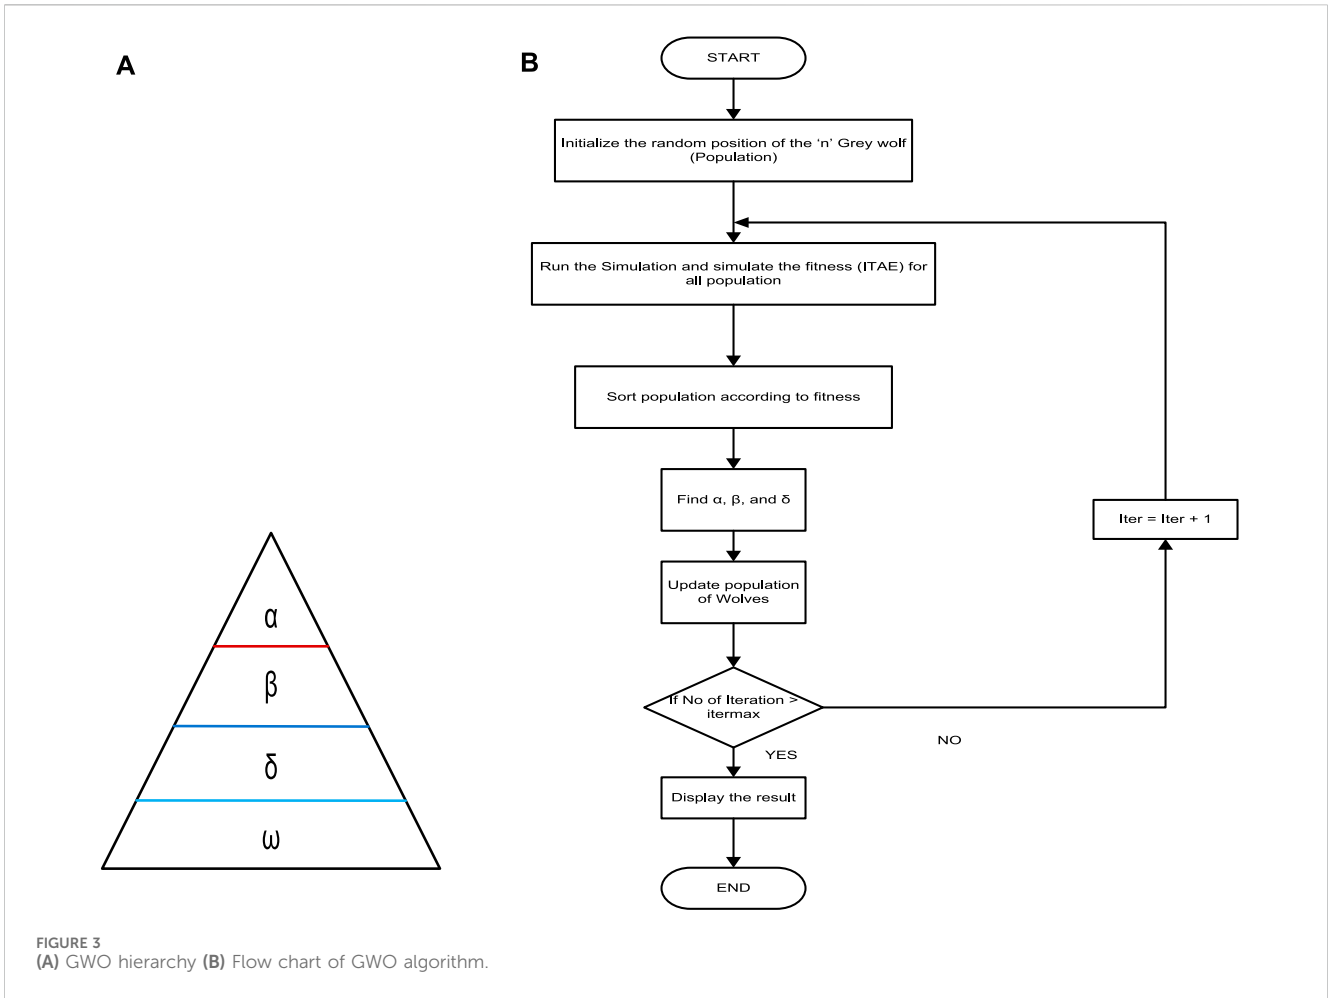 A
α
β
δ
ω
B
START
Initialize the random position of the ‘n’ Grey wolf
(Population)
Run the Simulation and simulate the fitness (ITAE) for
all population
Sort population according to fitness
Find α, β, and δ
Update population
of Wolves
If No of Iteration >
itermax
NO
Iter = Iter + 1
YES
Display the result
END
FIGURE 3
(A) GWO hierarchy (B) Flow chart of GWO algorithm.